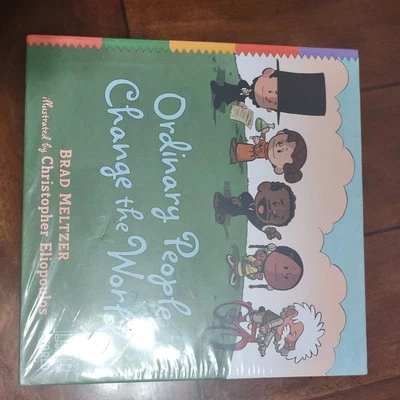 Ordinary People
Change the World
BRAD MELTZER
illustrated by Christopher Eliopoulos